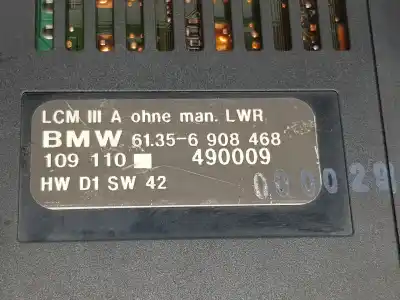 LCM III A ohne man. LWR
BMW 61.35-6 908 468
109 110 490009
HW D1 SW 42